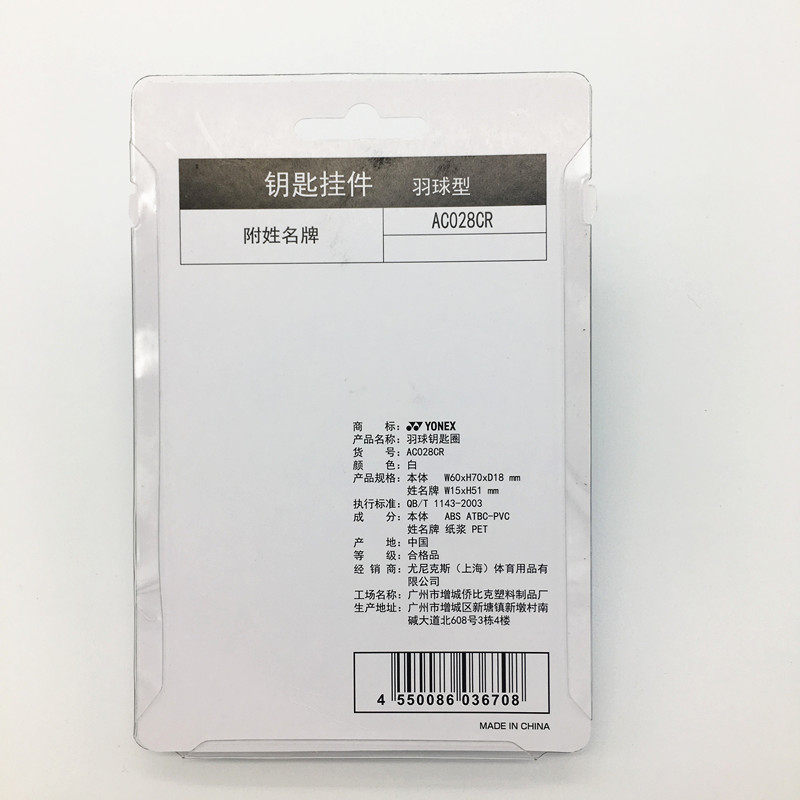 钥匙挂件 羽球型
附姓名牌
AC028CR
商 标：YONEX
产品名称：羽球钥匙圈
货 号：AC028CR
颜 色：白
产品规格：本体 W60xH70xD18 mm
姓名牌 W15xH51 mm
执行标准：QB/T 1143-2003
成 分：本体 ABS ATBC-PVC
姓名牌 纸浆 PET
产 地：中国
等 级：合格品
经 销 商：尤尼克斯（上海）体育用品有
限公司
工场名称：广州市增城侨比克塑料制品厂
生产地址：广州市增城区新塘镇新墩村南
碱大道北608号3栋4楼
4 550086 036708
MADE IN CHINA